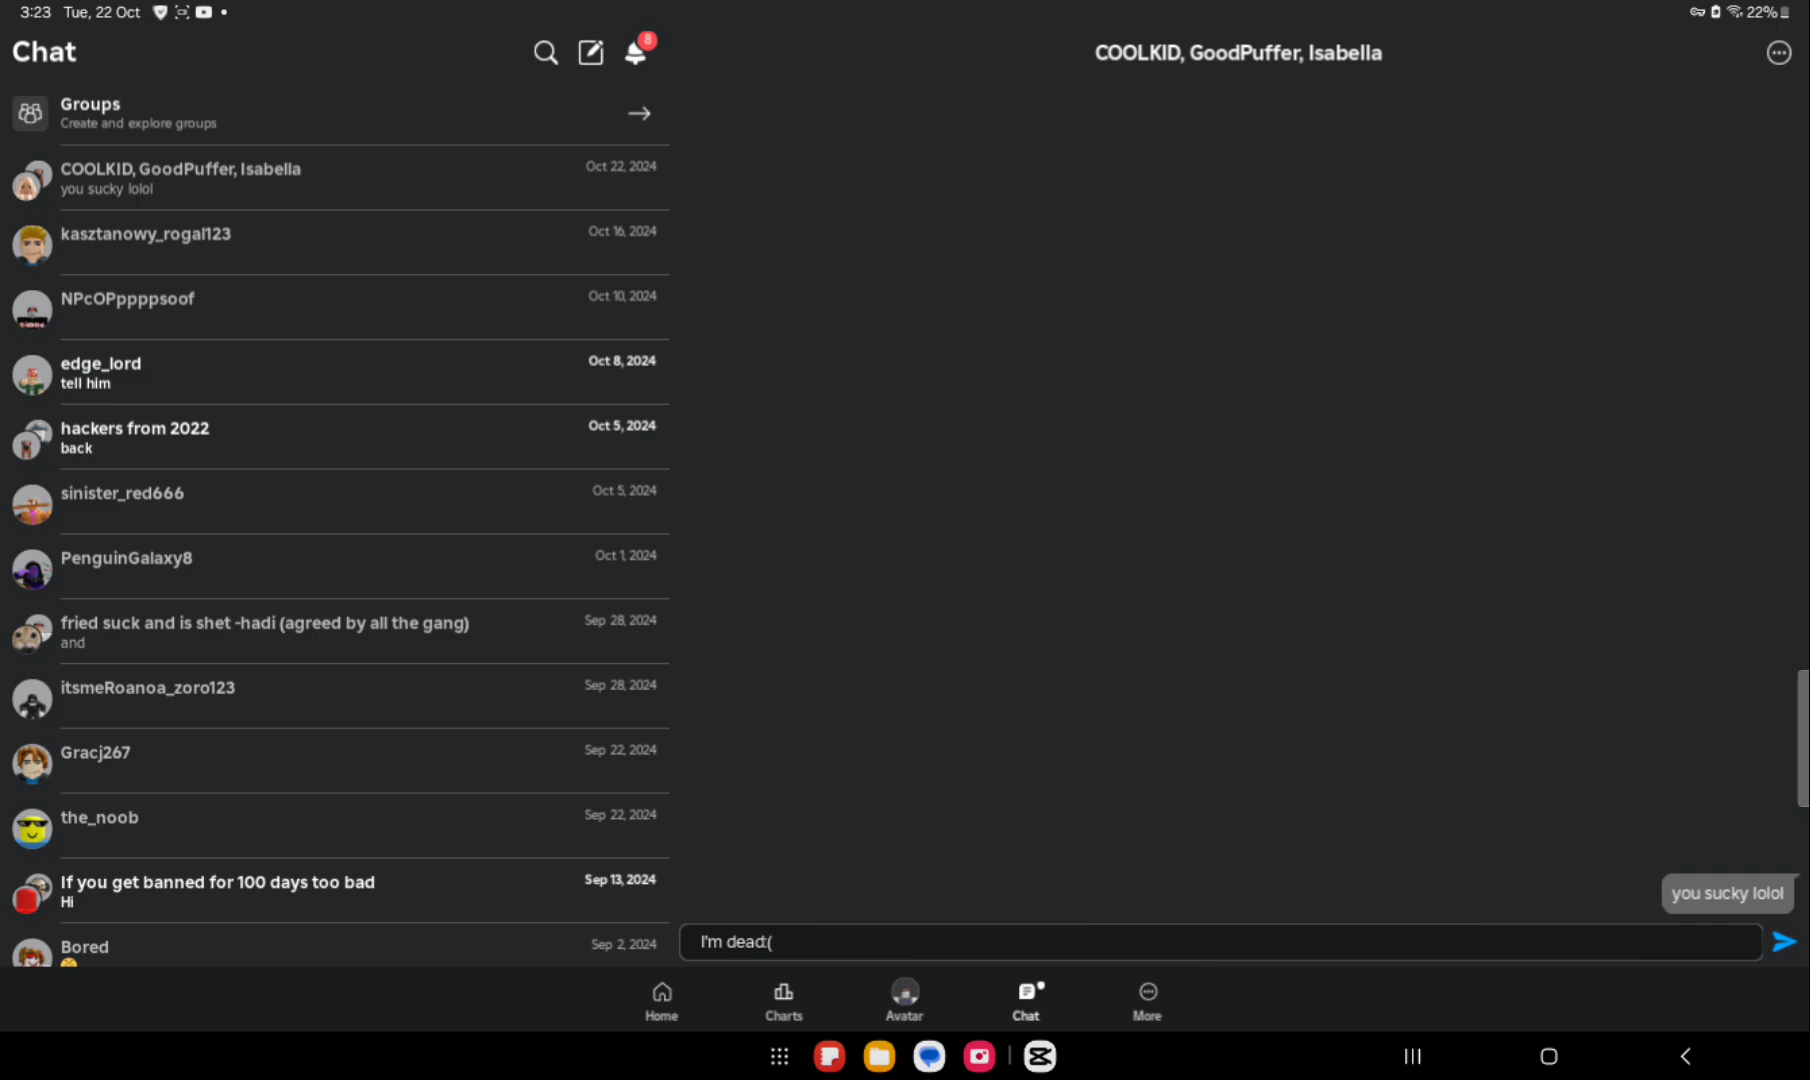 3:23 Tue, 22 Oct
22%
Chat
8
COOLKID, GoodPuffer, Isabella
Groups
Create and explore groups
COOLKID, GoodPuffer, Isabella
Oct 22, 2024
you sucky lolol
kasztanowy_rogal123
Oct 16, 2024
NPcOPppppsoof
Oct 10, 2024
edge_lord
Oct 8, 2024
tell him
hackers from 2022
Oct 5, 2024
back
sinister_red666
Oct 5, 2024
PenguinGalaxy8
Oct 1, 2024
fried suck and is shet -hadi (agreed by all the gang)
Sep 28, 2024
and
itsmeRoanoa_zoro123
Sep 28, 2024
Gracj267
Sep 22, 2024
the_noob
Sep 22, 2024
If you get banned for 100 days too bad
Sep 13, 2024
Hi
Bored
Sep 2, 2024
you sucky lolol
I'm dead:(
Home
Charts
Avatar
Chat
More